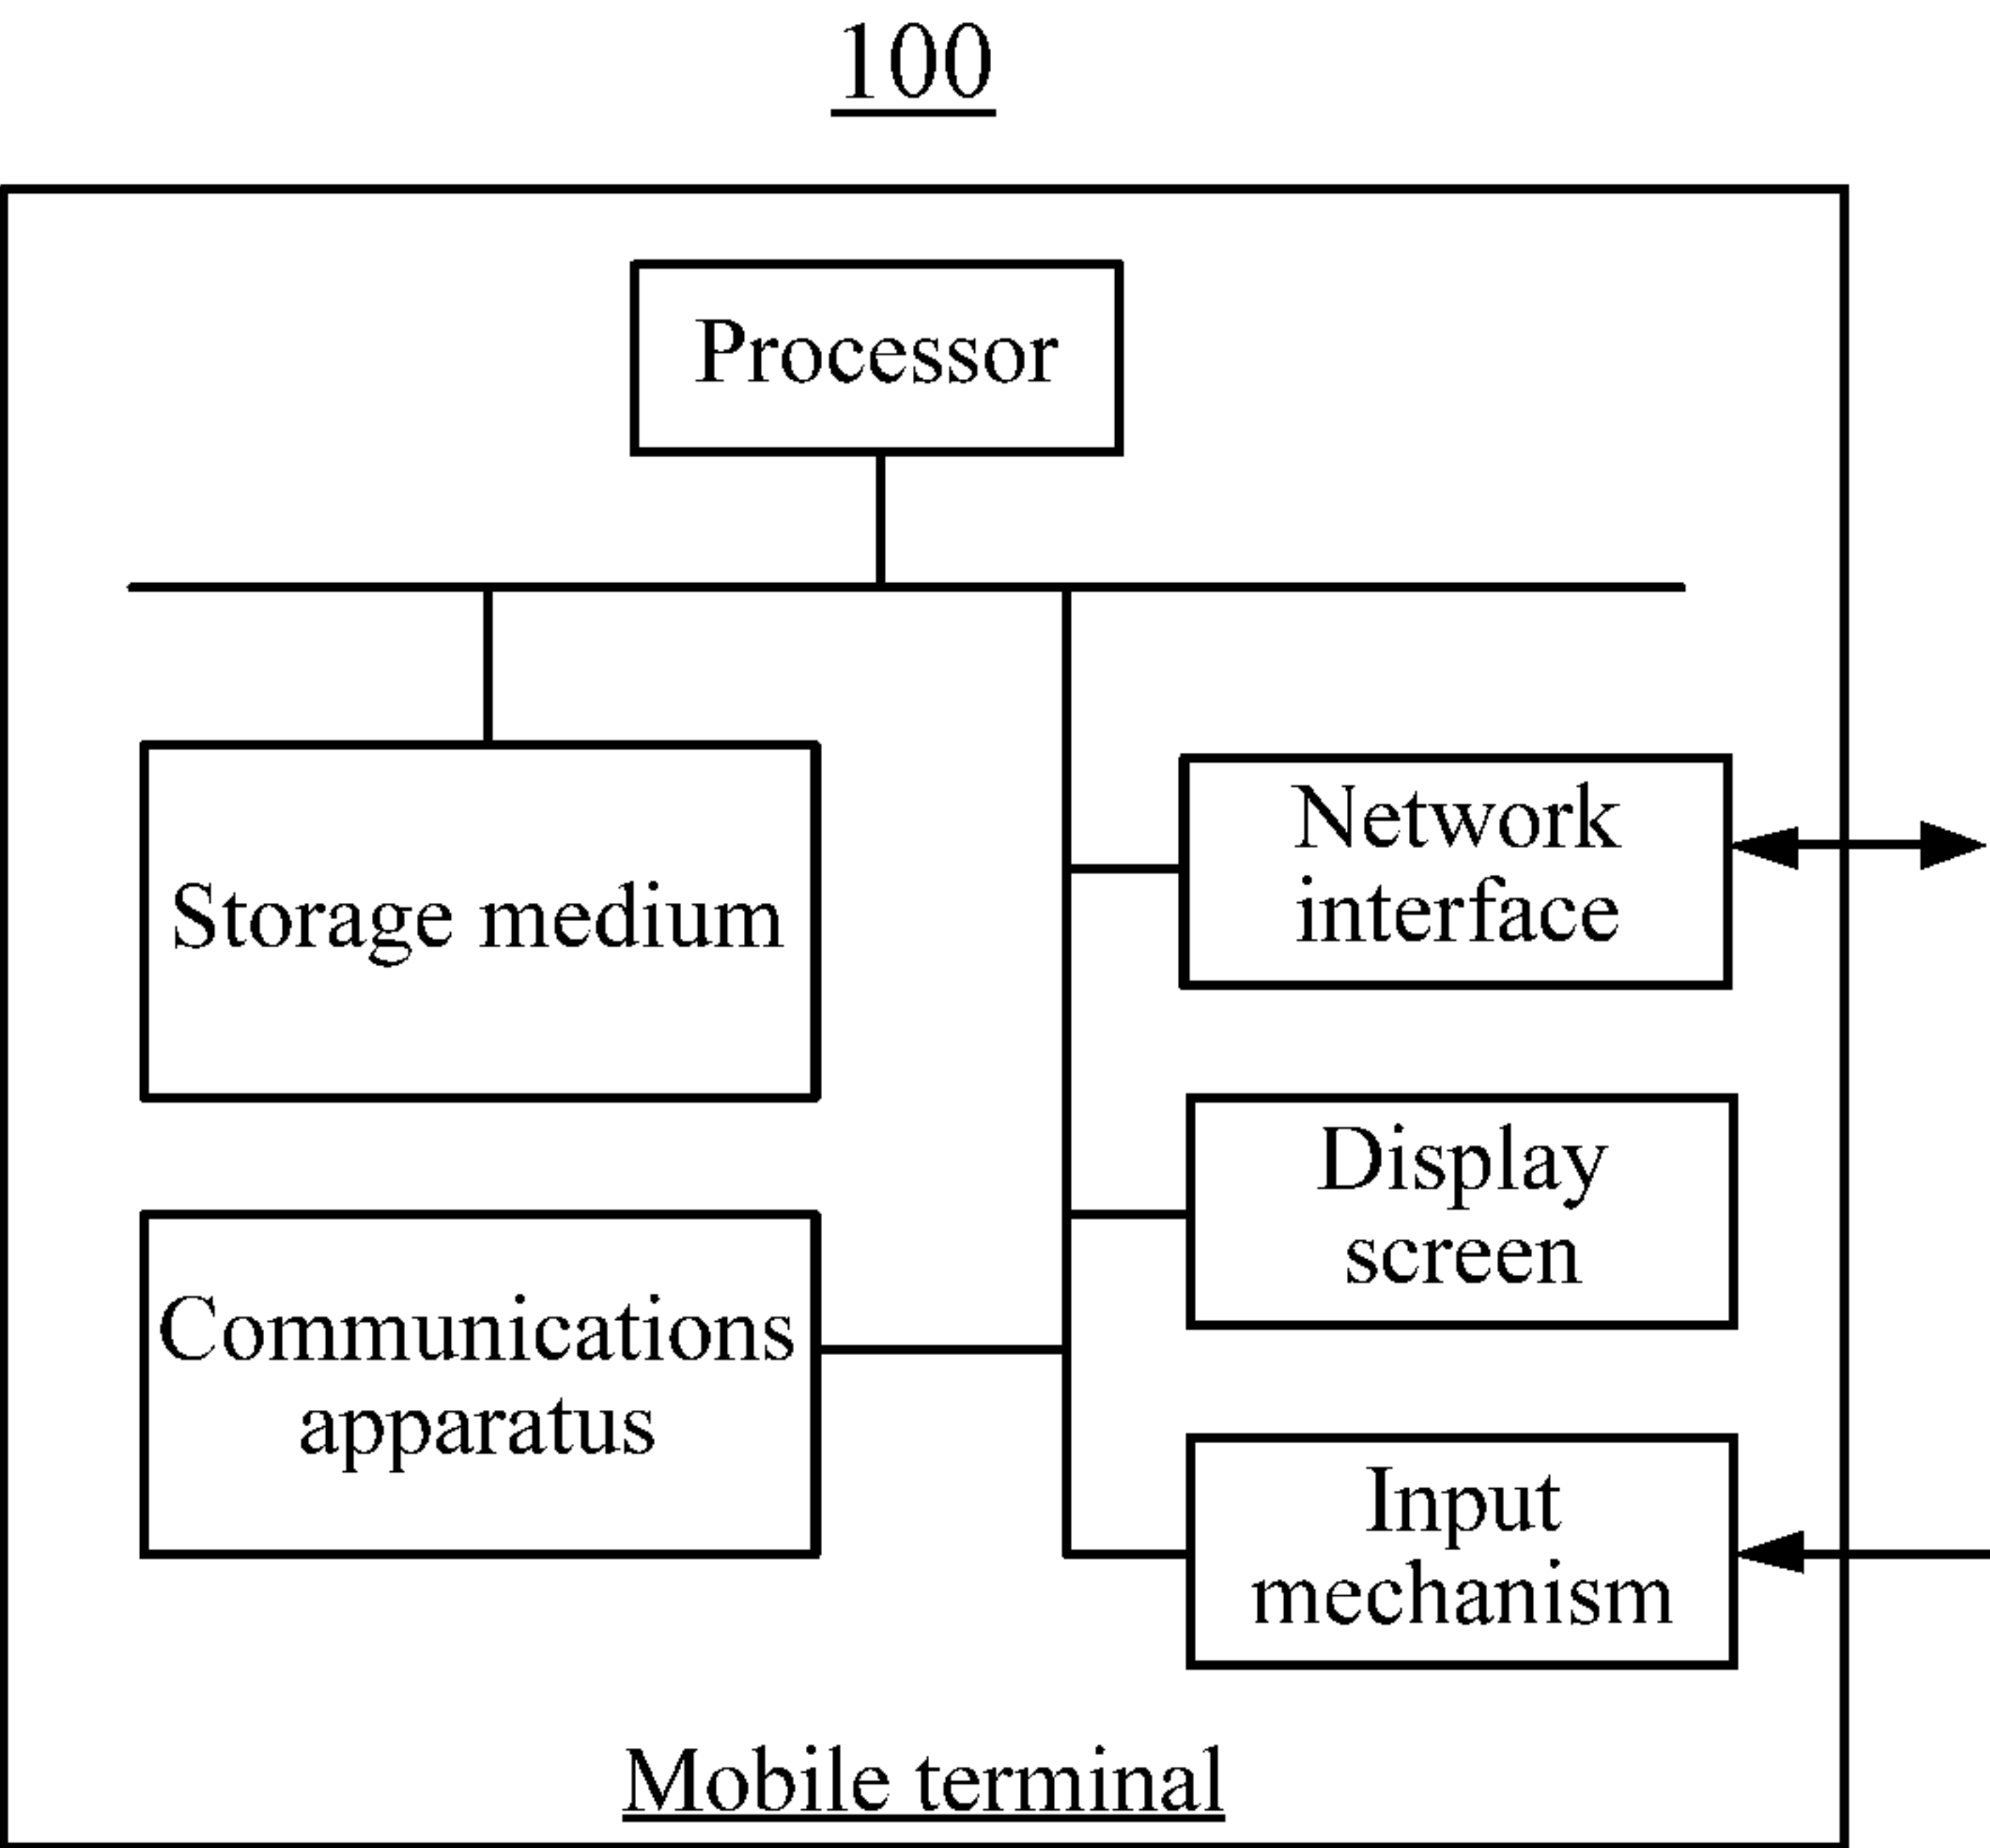 100
Processor
Storage medium
Network
interface
Display
screen
Communications
apparatus
Input
mechanism
Mobile terminal